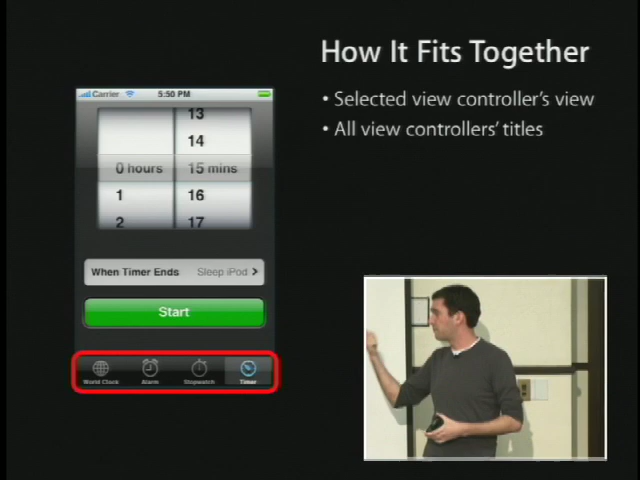 How It Fits Together
• Selected view controller's view
• All view controllers' titles
Carrier 5:50 PM
13
14
0 hours 15 mins
1 16
2 17
When Timer Ends Sleep iPod >
Start
World Clock Alarm Stopwatch Timer